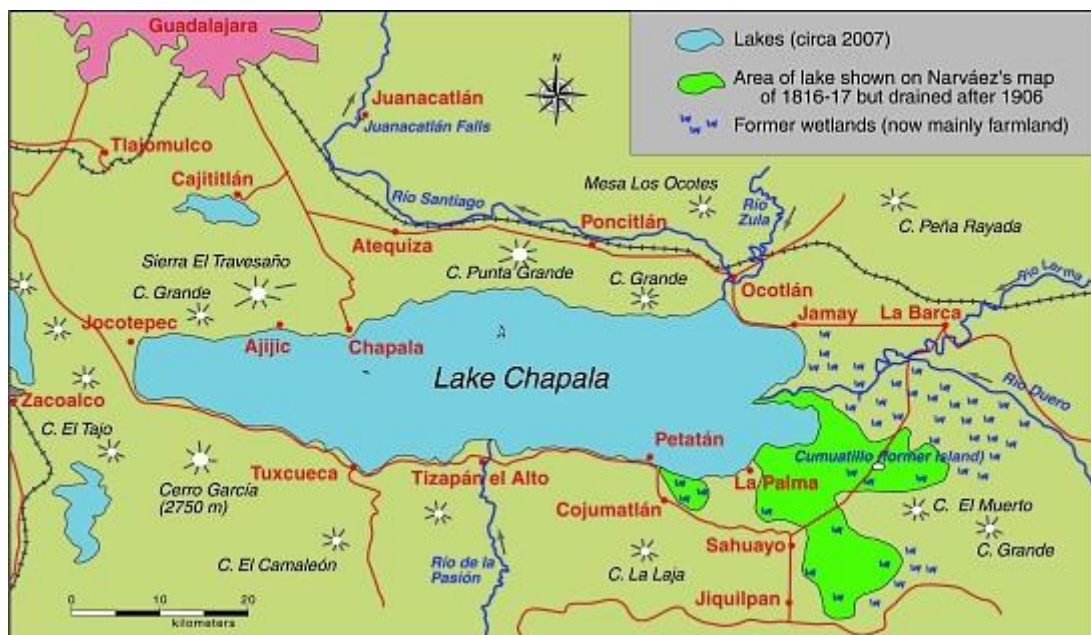 Guadalajara
Lakes (circa 2007)
Area of lake shown on Narváez's map
of 1816-17 but drained after 1906
Former wetlands (now mainly farmland)
N
Juanacatlán
Juanacatlán Falls
Tlajomulco
Cajititlán
Río Santiago
Mesa Los Ocotes
Río
Zula
C. Peña Rayada
Atequiza
Poncitlán
Sierra El Travesaño
C. Punta Grande
C. Grande
C. Grande
Ocotlán
Río Lerma
Jocotepec
Ajijic
Chapala
Jamay
La Barca
Lake Chapala
Río Duero
Zacoalco
C. El Tajo
Petatán
Cumuatillo (former island)
Tuxcueca
Tizapán el Alto
La Palma
Cerro García
(2750 m)
Cojumatlán
C. El Muerto
Sahuayo
C. Grande
C. El Camaleón
Río de la
Pasión
C. La Laja
Jiquilpan
0 10 20
kilometers